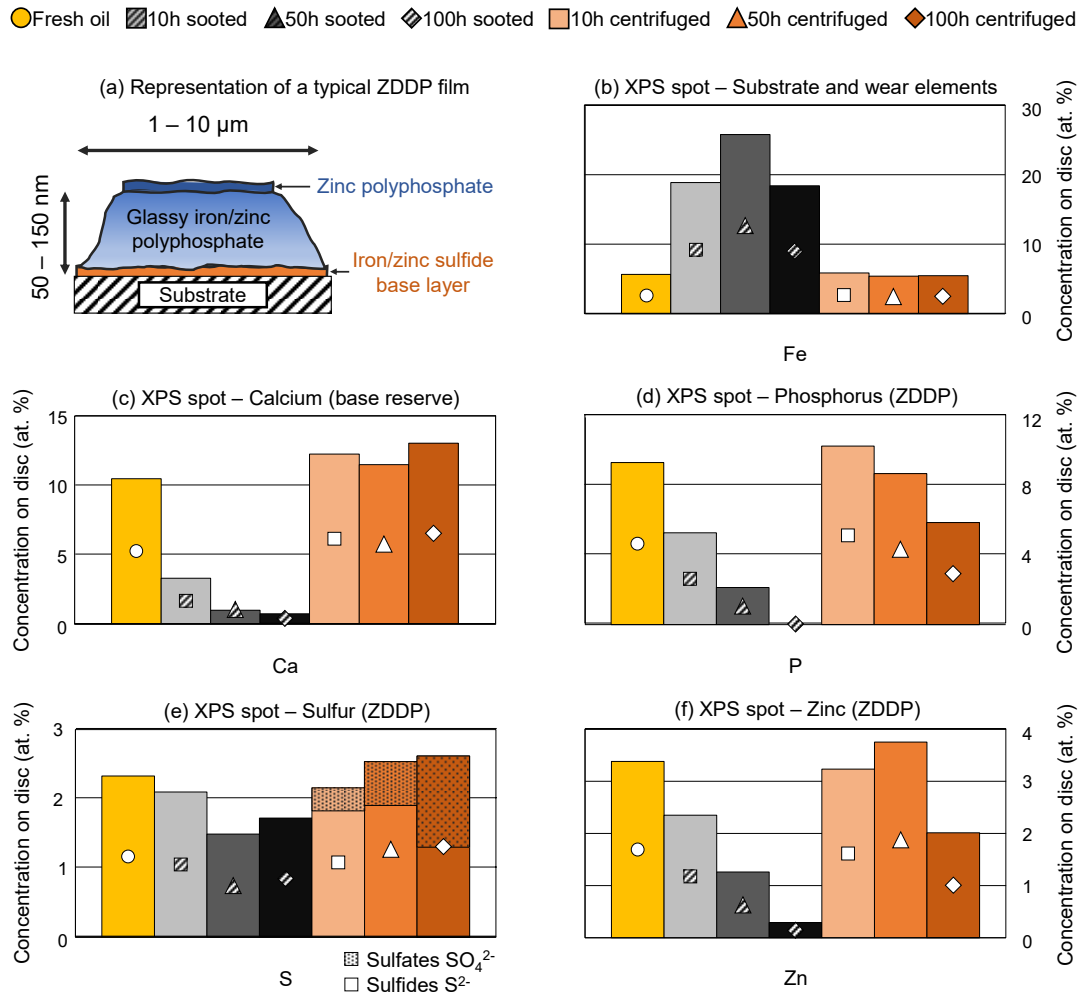 Fresh oil 10h sooted 50h sooted 100h sooted 10h centrifuged 50h centrifuged 100h centrifuged
(a) Representation of a typical ZDDP film
1 – 10 µm
50 – 150 nm
Zinc polyphosphate
Glassy iron/zinc
polyphosphate
Iron/zinc sulfide
base layer
Substrate
(b) XPS spot – Substrate and wear elements
30
20
10
0
Concentration on disc (at. %)
Fe
(c) XPS spot – Calcium (base reserve)
Concentration on disc (at. %)
15
10
5
0
Ca
(d) XPS spot – Phosphorus (ZDDP)
12
8
4
0
Concentration on disc (at. %)
P
(e) XPS spot – Sulfur (ZDDP)
Concentration on disc (at. %)
3
2
1
0
S
Sulfates SO₄²⁻
Sulfides S²⁻
(f) XPS spot – Zinc (ZDDP)
4
3
2
1
0
Concentration on disc (at. %)
Zn